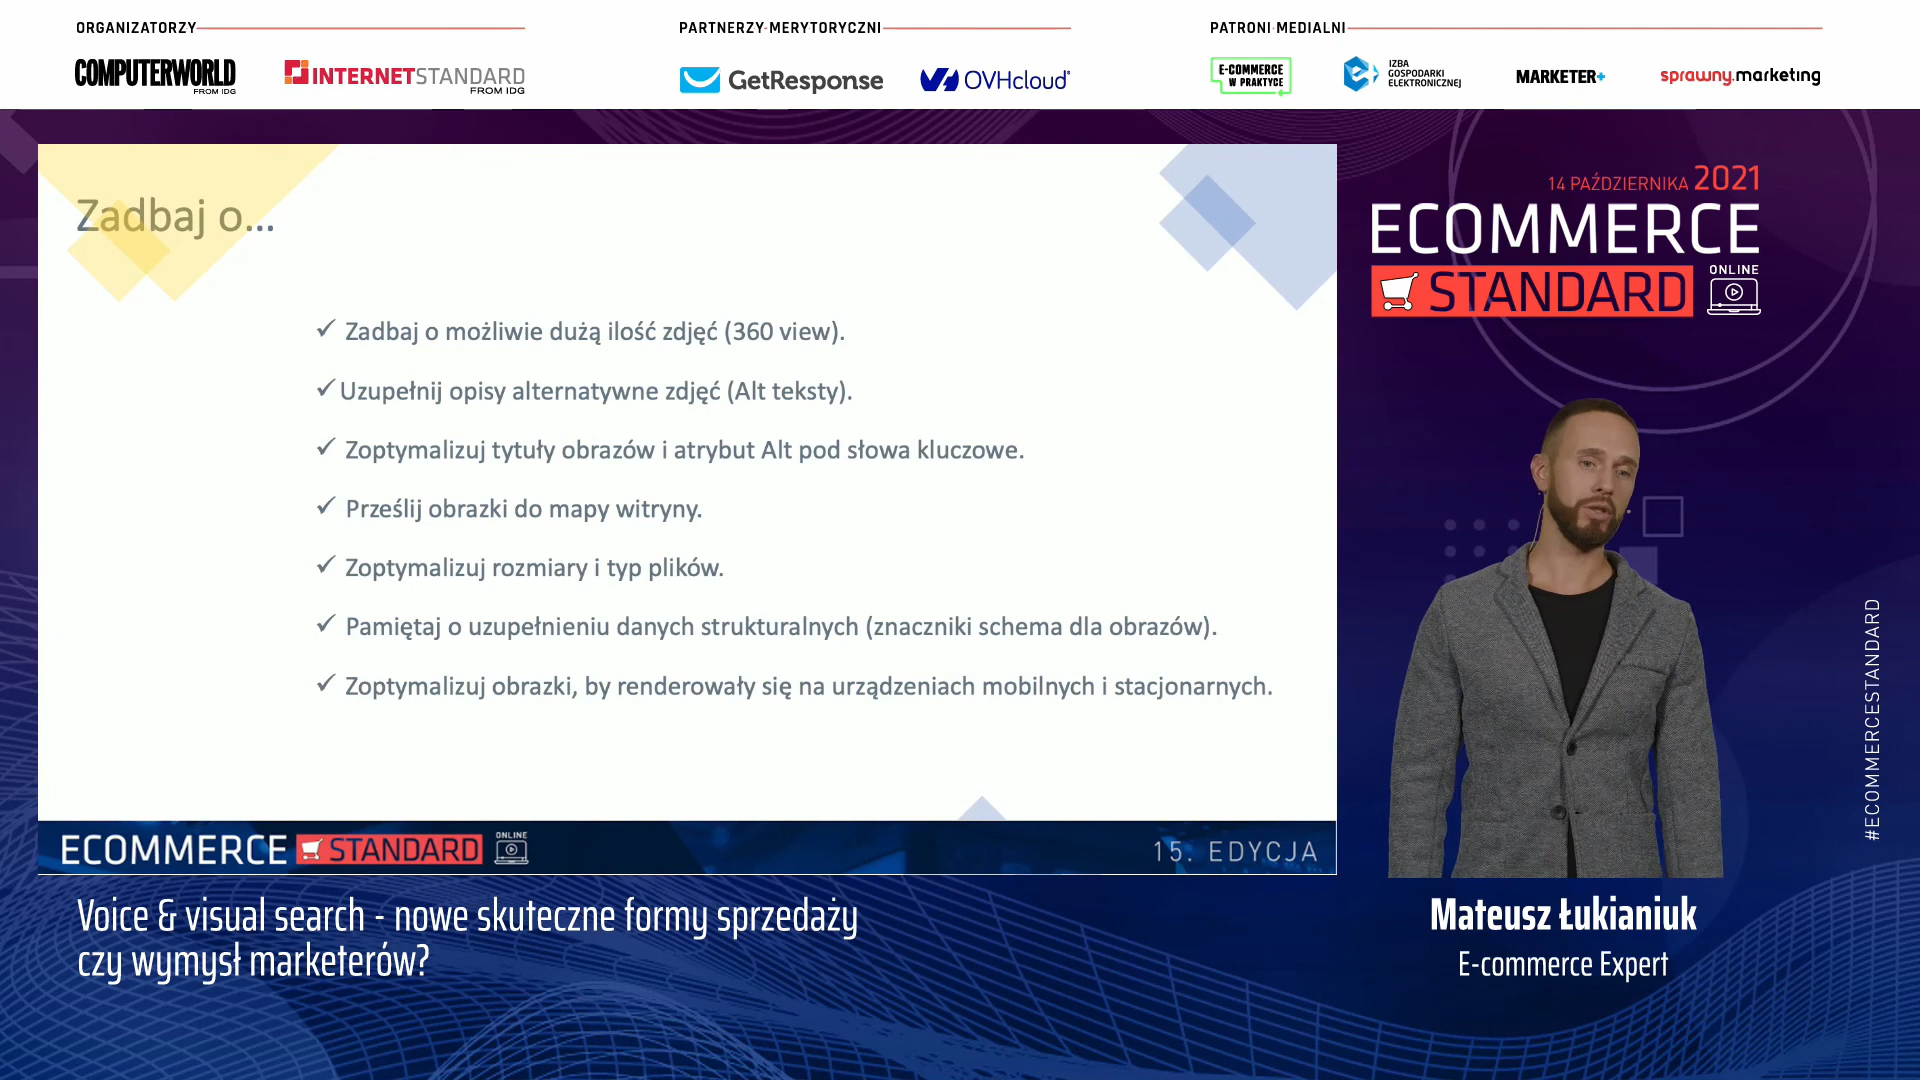 ORGANIZATORZY
COMPUTERWORLD
FROM IDG
INTERNETSTANDARD
FROM IDG
PARTNERZY MERYTORYCZNI
GetResponse
OVHcloud
PATRONI MEDIALNI
E-COMMERCE
W PRAKTYCE
IZBA
GOSPODARKI
ELEKTRONICZNEJ
MARKETER+
sprawny.marketing
Zadbaj o...
✓ Zadbaj o możliwie dużą ilość zdjęć (360 view).
✓ Uzupełnij opisy alternatywne zdjęć (Alt teksty).
✓ Zoptymalizuj tytuły obrazów i atrybut Alt pod słowa kluczowe.
✓ Prześlij obrazki do mapy witryny.
✓ Zoptymalizuj rozmiary i typ plików.
✓ Pamiętaj o uzupełnieniu danych strukturalnych (znaczniki schema dla obrazów).
✓ Zoptymalizuj obrazki, by renderowały się na urządzeniach mobilnych i stacjonarnych.
ECOMMERCE STANDARD ONLINE
15. EDYCJA
14 PAŹDZIERNIKA 2021
ECOMMERCE
STANDARD
ONLINE
#ECOMMERCESTANDARD
Voice & visual search - nowe skuteczne formy sprzedaży
czy wymysł marketerów?
Mateusz Łukianiuk
E-commerce Expert